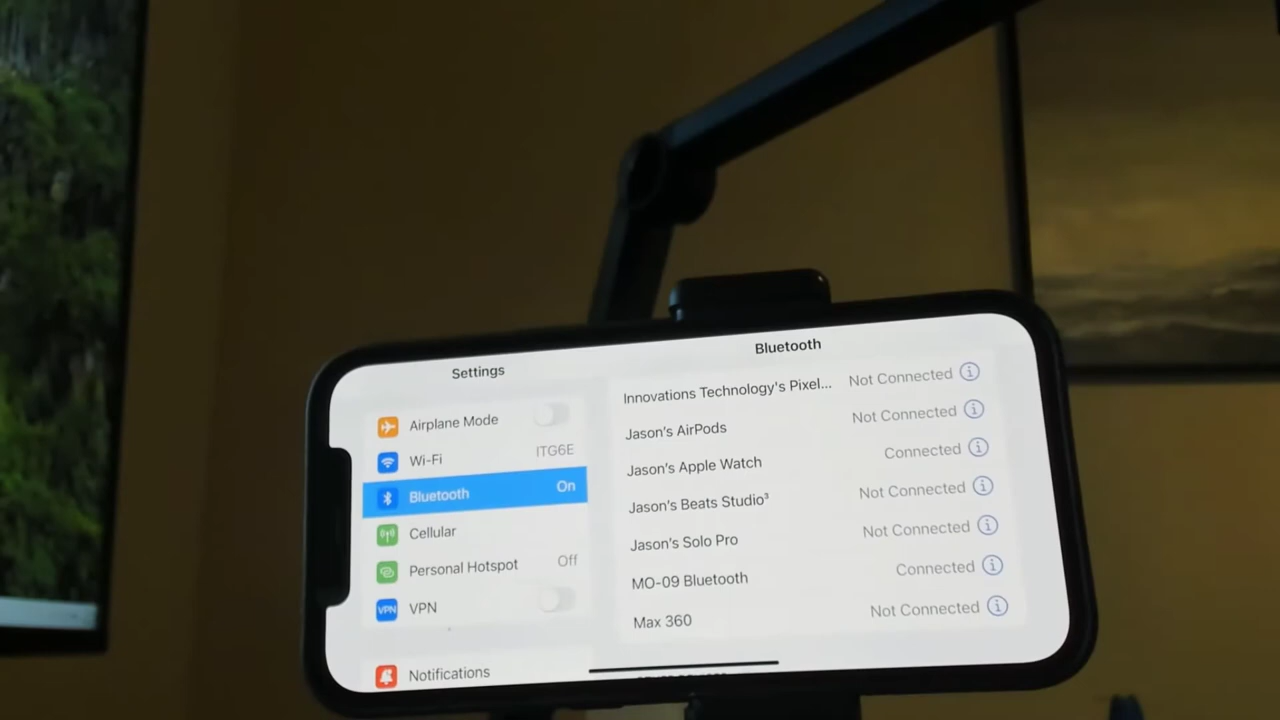 Settings
Airplane Mode
Wi-Fi ITG6E
Bluetooth On
Cellular
Personal Hotspot Off
VPN VPN
Notifications
Bluetooth
Innovations Technology's Pixel... Not Connected
Jason's AirPods Not Connected
Jason's Apple Watch Connected
Jason's Beats Studio³ Not Connected
Jason's Solo Pro Not Connected
MO-09 Bluetooth Connected
Max 360 Not Connected